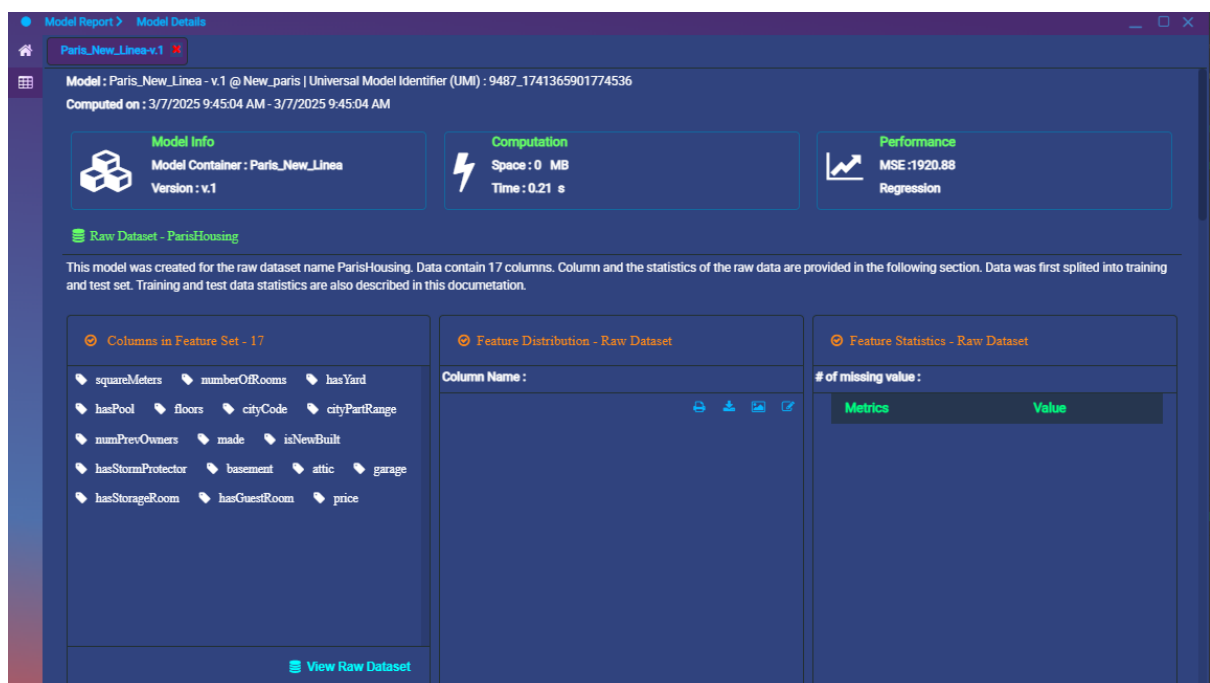 Model Report > Model Details
Paris_New_Linea-v.1
Model : Paris_New_Linea - v.1 @ New_paris | Universal Model Identifier (UMI) : 9487_1741365901774536
Computed on : 3/7/2025 9:45:04 AM - 3/7/2025 9:45:04 AM
Model Info
Model Container : Paris_New_Linea
Version : v.1
Computation
Space : 0 MB
Time : 0.21 s
Performance
MSE :1920.88
Regression
Raw Dataset - ParisHousing
This model was created for the raw dataset name ParisHousing. Data contain 17 columns. Column and the statistics of the raw data are provided in the following section. Data was first splited into training
and test set. Training and test data statistics are also described in this documetation.
Columns in Feature Set - 17
squareMeters numberOfRooms hasYard
hasPool floors cityCode cityPartRange
numPrevOwners made isNewBuilt
hasStormProtector basement attic garage
hasStorageRoom hasGuestRoom price
View Raw Dataset
Feature Distribution - Raw Dataset
Column Name :
Feature Statistics - Raw Dataset
# of missing value :
Metrics Value